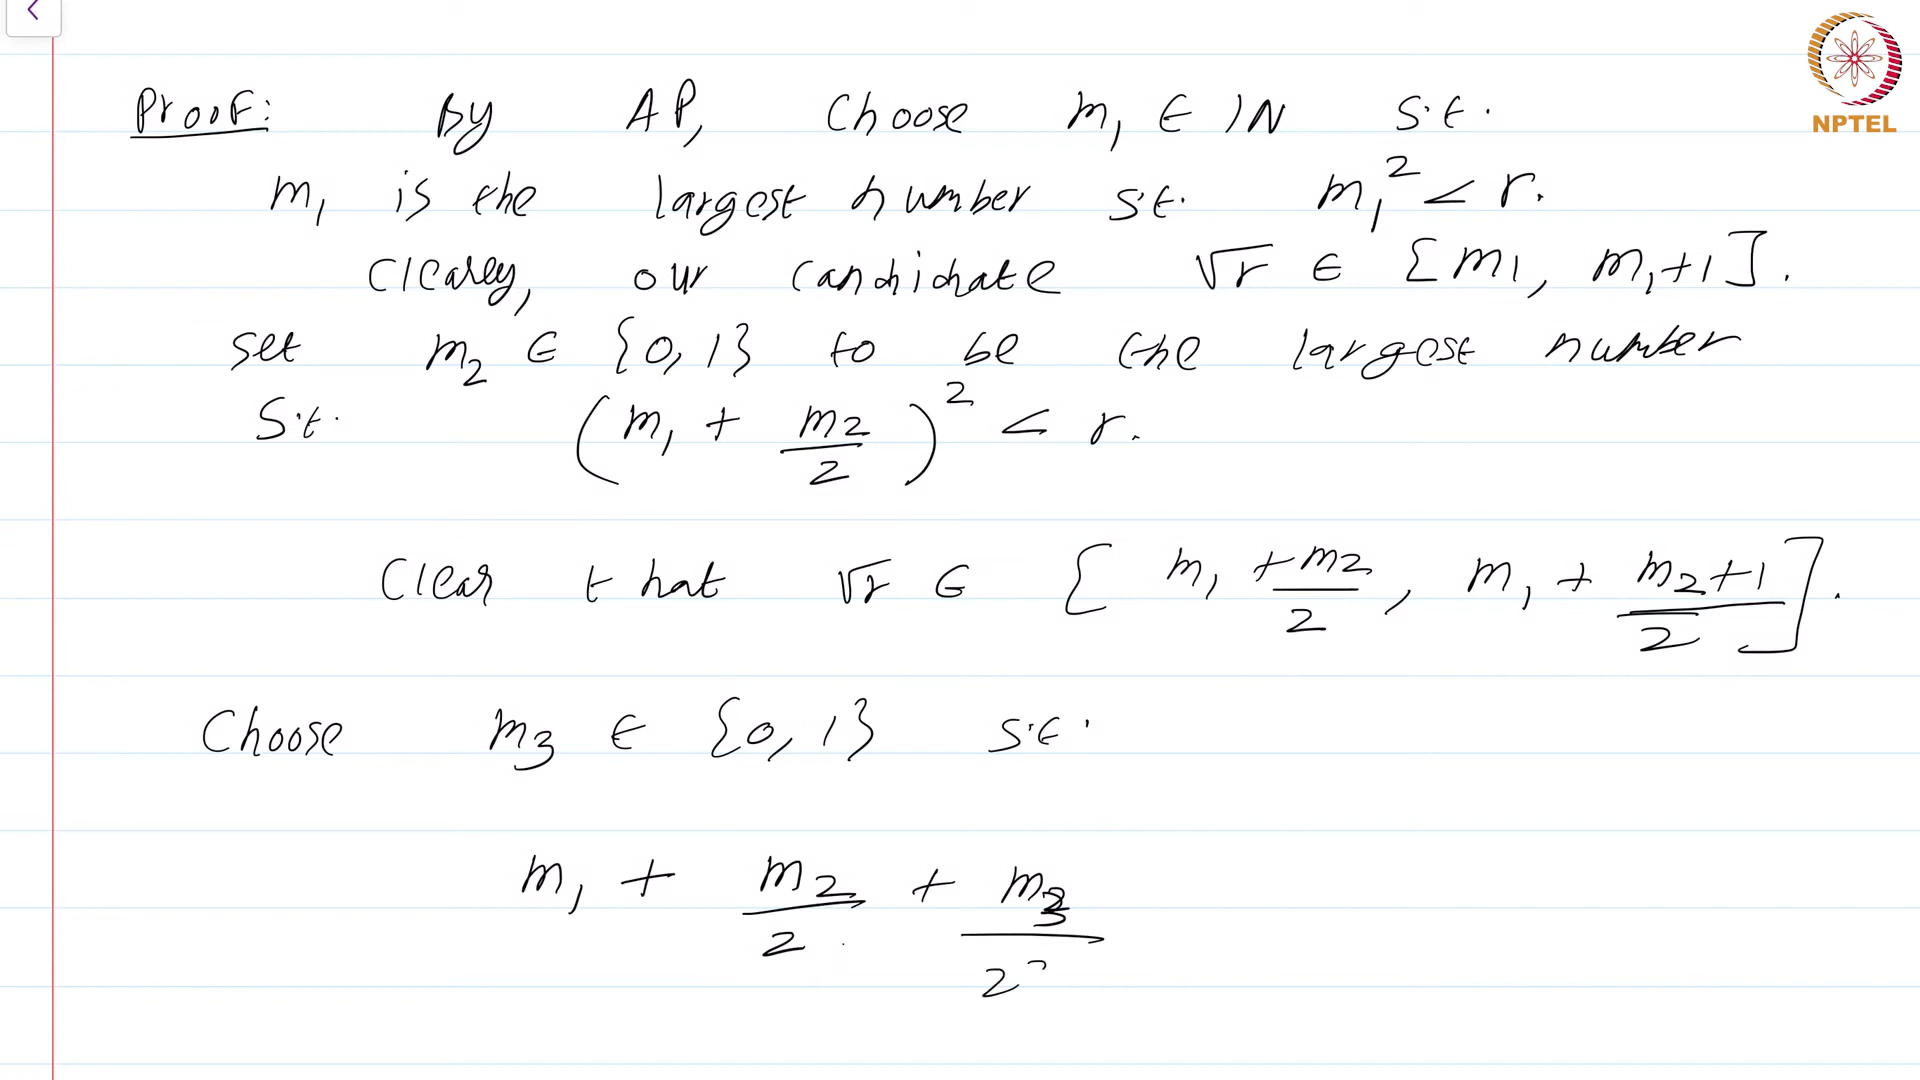 NPTEL
Proof: By AP, Choose m₁ ∈ ℕ s.t.
m₁ is the largest number s.t. m₁² < r.
Clearly, our candidate √r ∈ [m1, m₁+1].
set m₂ ∈ {0,1} to be the largest number
s.t. (m₁ + m2/2)² < r.
Clear that √r ∈ [m₁ + m2/2, m₁ + (m2+1)/2].
Choose m₃ ∈ {0,1} s.t.
m₁ + m2/2 + m3/2²